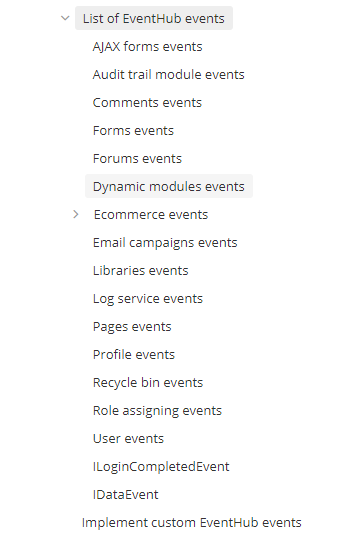 List of EventHub events
AJAX forms events
Audit trail module events
Comments events
Forms events
Forums events
Dynamic modules events
Ecommerce events
Email campaigns events
Libraries events
Log service events
Pages events
Profile events
Recycle bin events
Role assigning events
User events
ILoginCompletedEvent
IDataEvent
Implement custom EventHub events